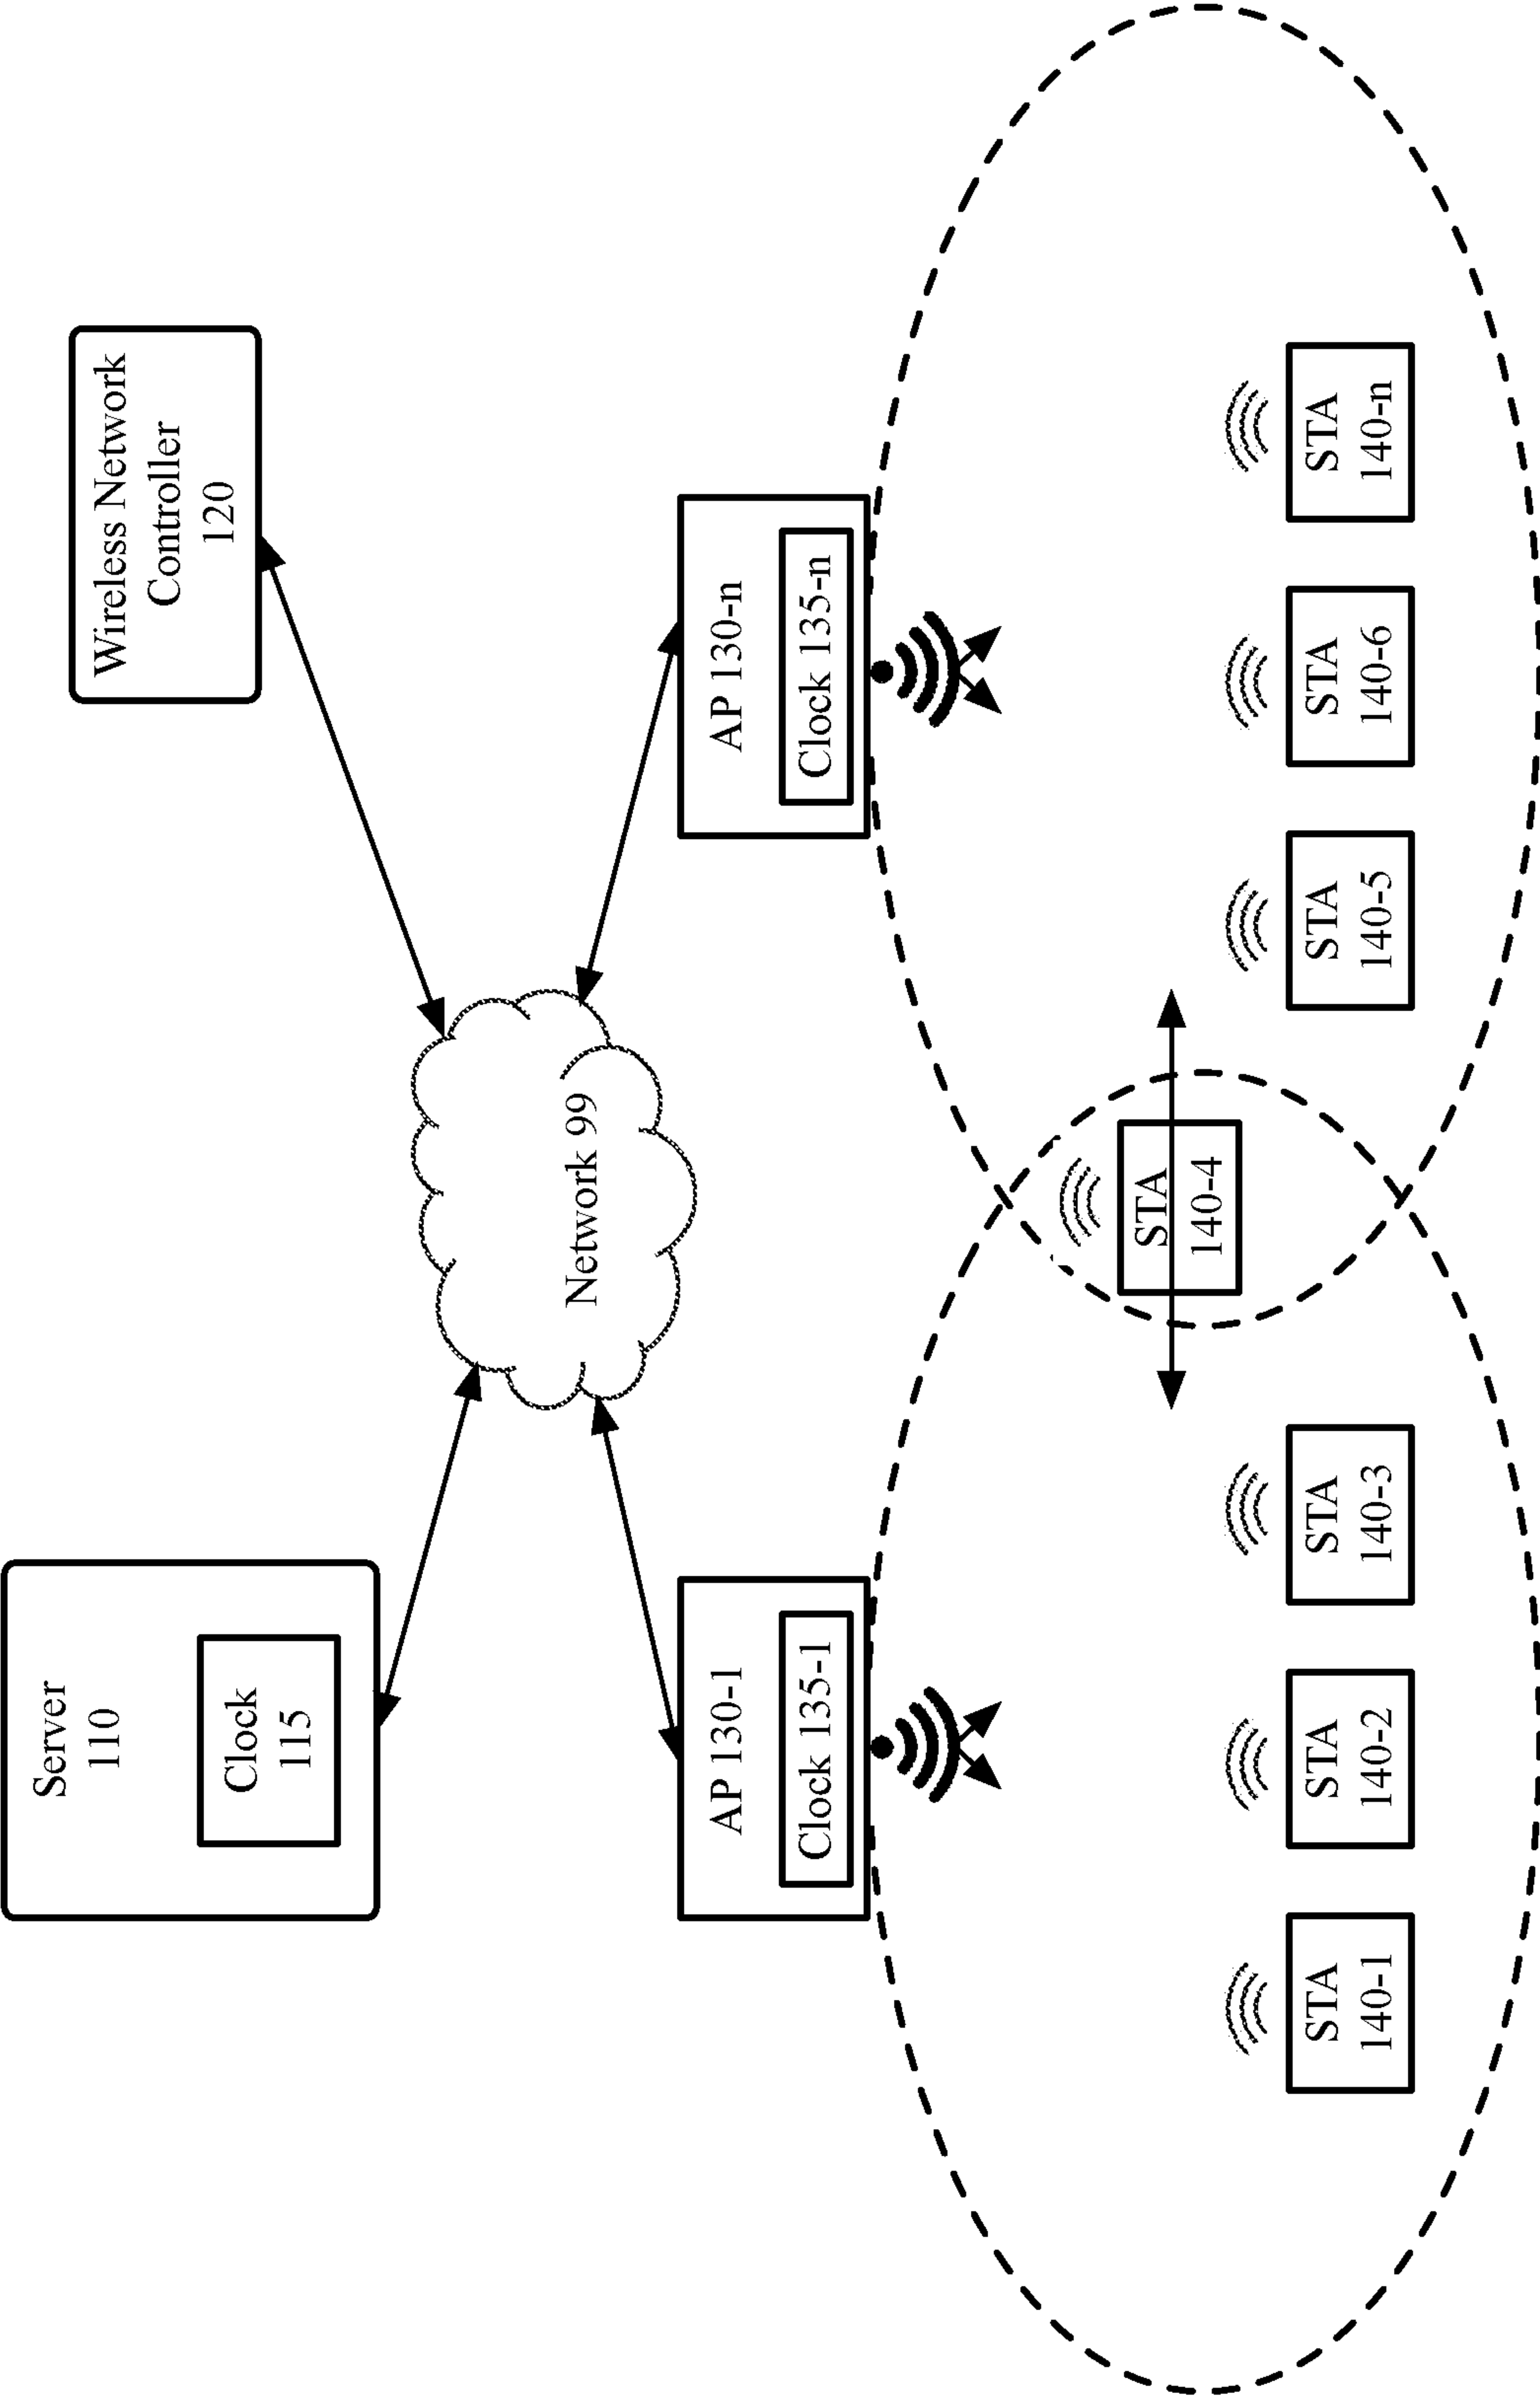 Server
110
Clock
115
Wireless Network
Controller
120
Network 99
AP 130-1
Clock 135-1
AP 130-n
Clock 135-n
STA
140-4
STA
140-1
STA
140-2
STA
140-3
STA
140-5
STA
140-6
STA
140-n